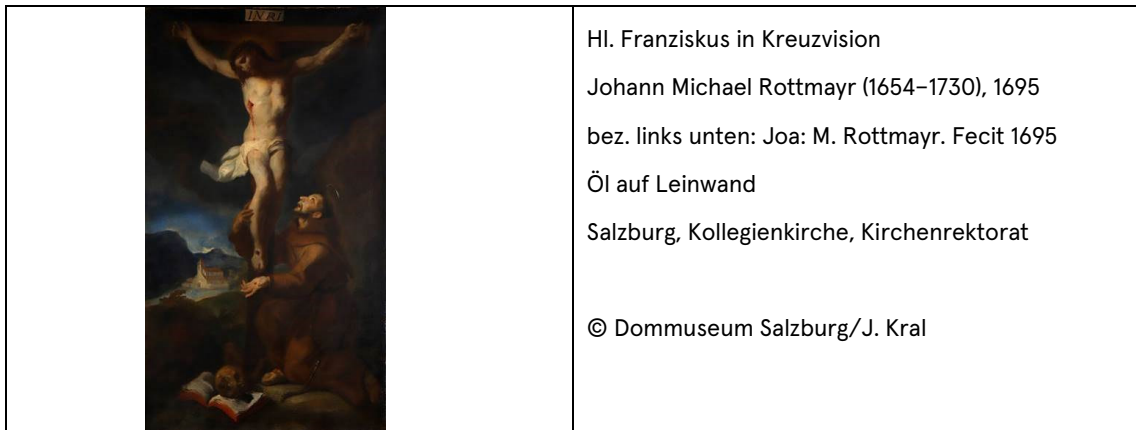 INRI
Hl. Franziskus in Kreuzvision
Johann Michael Rottmayr (1654–1730), 1695
bez. links unten: Joa: M. Rottmayr. Fecit 1695
Öl auf Leinwand
Salzburg, Kollegienkirche, Kirchenrektorat
© Dommuseum Salzburg/J. Kral